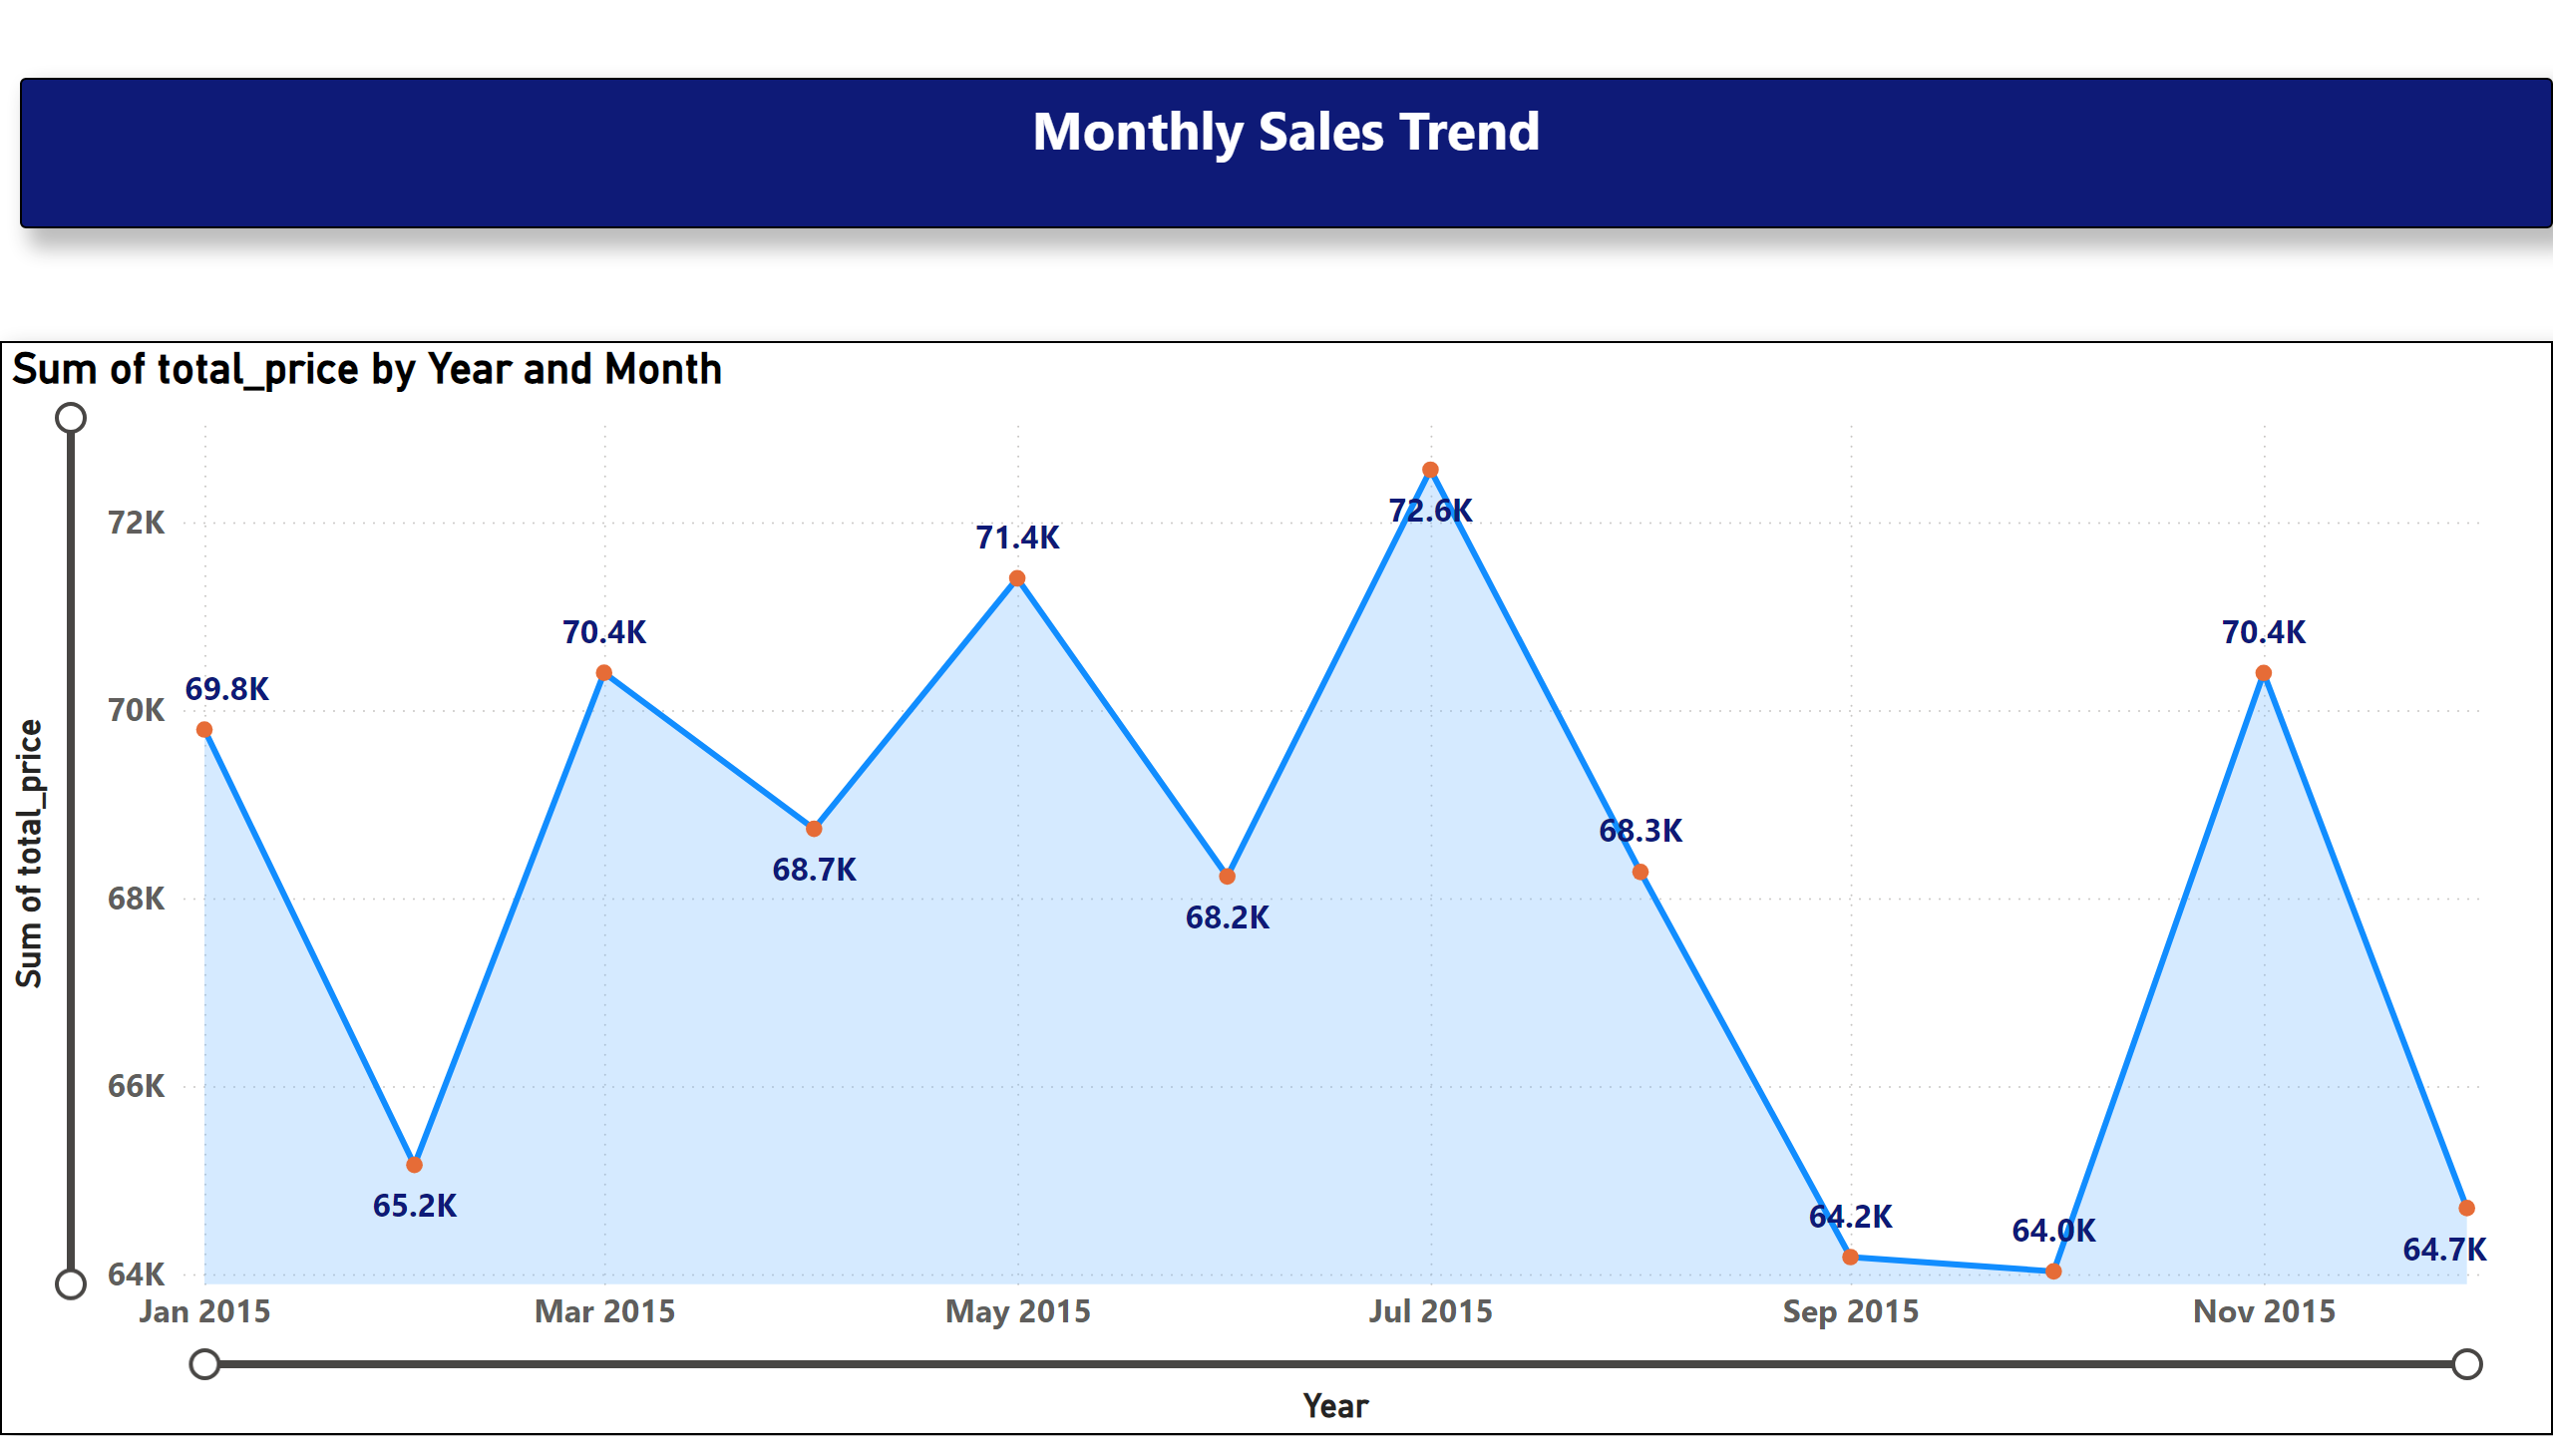 Monthly Sales Trend
Sum of total_price by Year and Month
Sum of total_price
72K
70K
68K
66K
64K
69.8K
65.2K
70.4K
68.7K
71.4K
68.2K
72.6K
68.3K
64.2K
64.0K
70.4K
64.7K
Jan 2015
Mar 2015
May 2015
Jul 2015
Sep 2015
Nov 2015
Year